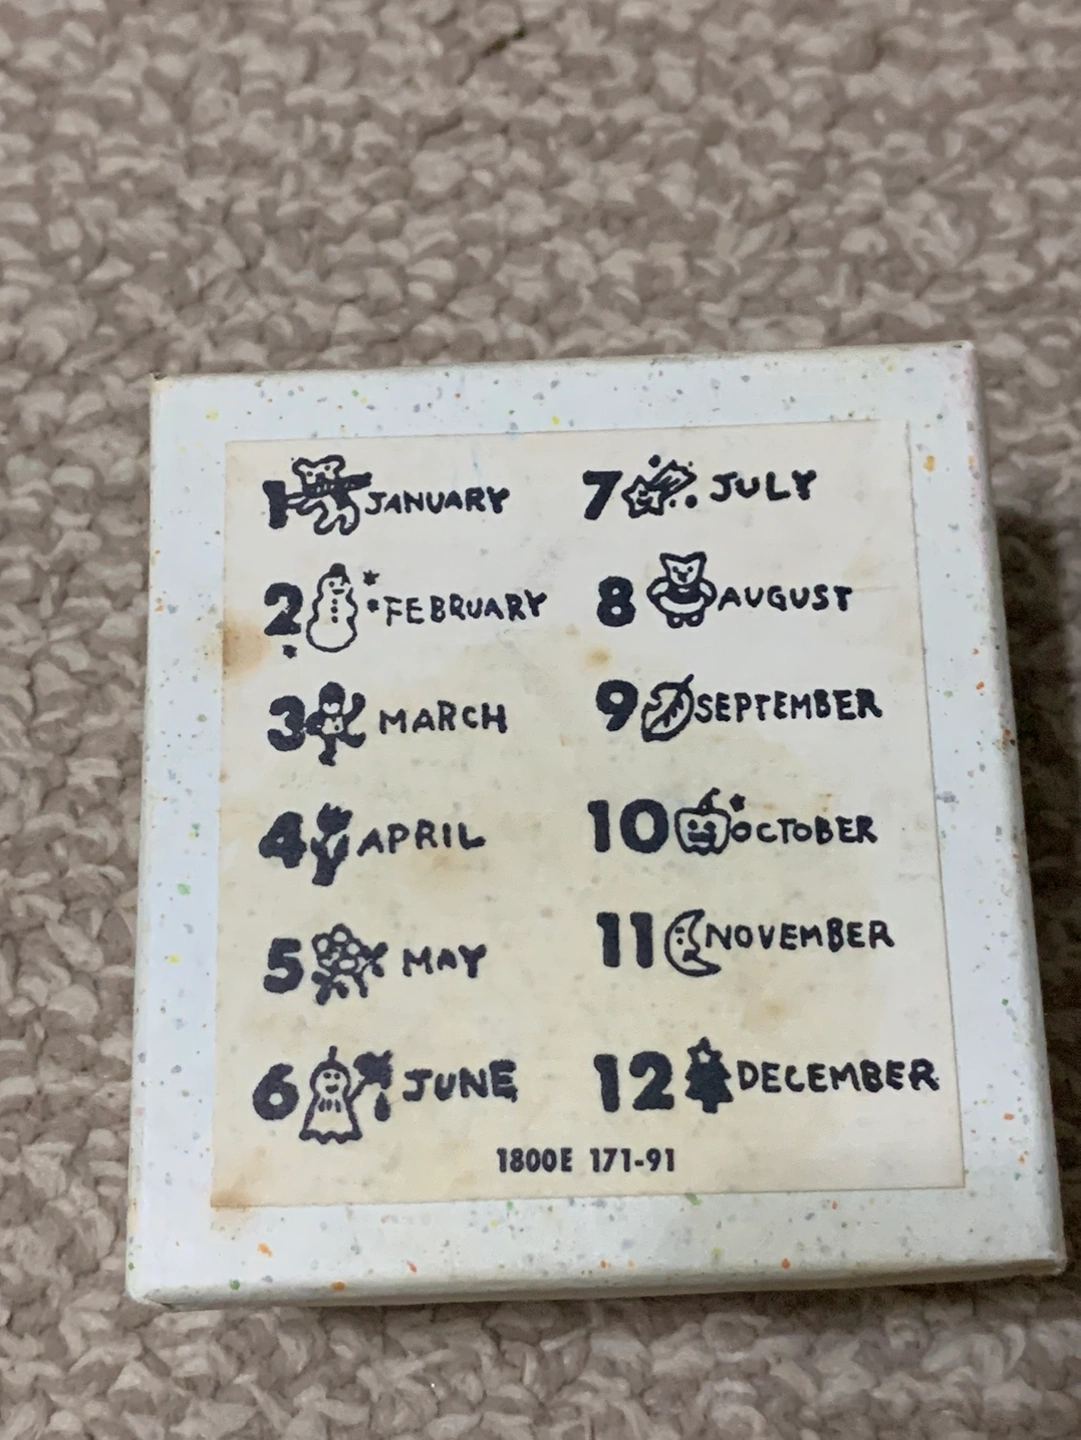 1 JANUARY
2 FEBRUARY
3 MARCH
4 APRIL
5 MAY
6 JUNE
7 JULY
8 AUGUST
9 SEPTEMBER
10 OCTOBER
11 NOVEMBER
12 DECEMBER
1800E 171-91